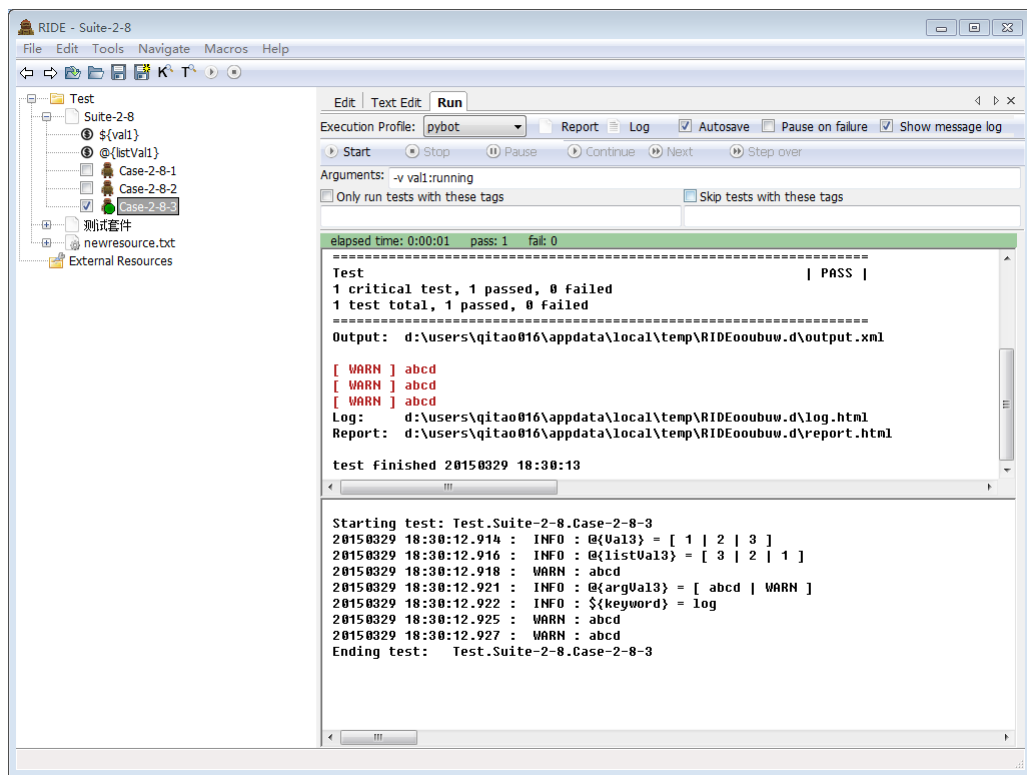 RIDE - Suite-2-8
File Edit Tools Navigate Macros Help
Test
Suite-2-8
${val1}
@{listVal1}
Case-2-8-1
Case-2-8-2
Case-2-8-3
测试套件
newresource.txt
External Resources
Edit Text Edit Run
Execution Profile: pybot Report Log Autosave Pause on failure Show message log
Start Stop Pause Continue Next Step over
Arguments: -v val1:running
Only run tests with these tags Skip tests with these tags
elapsed time: 0:00:01 pass: 1 fail: 0
==============================================================================
Test | PASS |
1 critical test, 1 passed, 0 failed
1 test total, 1 passed, 0 failed
==============================================================================
Output: d:\users\qitao016\appdata\local\temp\RIDEooubuw.d\output.xml
[ WARN ] abcd
[ WARN ] abcd
[ WARN ] abcd
Log: d:\users\qitao016\appdata\local\temp\RIDEooubuw.d\log.html
Report: d:\users\qitao016\appdata\local\temp\RIDEooubuw.d\report.html
test finished 20150329 18:30:13
Starting test: Test.Suite-2-8.Case-2-8-3
20150329 18:30:12.914 : INFO : @{Val3} = [ 1 | 2 | 3 ]
20150329 18:30:12.916 : INFO : @{listVal3} = [ 3 | 2 | 1 ]
20150329 18:30:12.918 : WARN : abcd
20150329 18:30:12.921 : INFO : @{argVal3} = [ abcd | WARN ]
20150329 18:30:12.922 : INFO : ${keyword} = log
20150329 18:30:12.925 : WARN : abcd
20150329 18:30:12.927 : WARN : abcd
Ending test: Test.Suite-2-8.Case-2-8-3